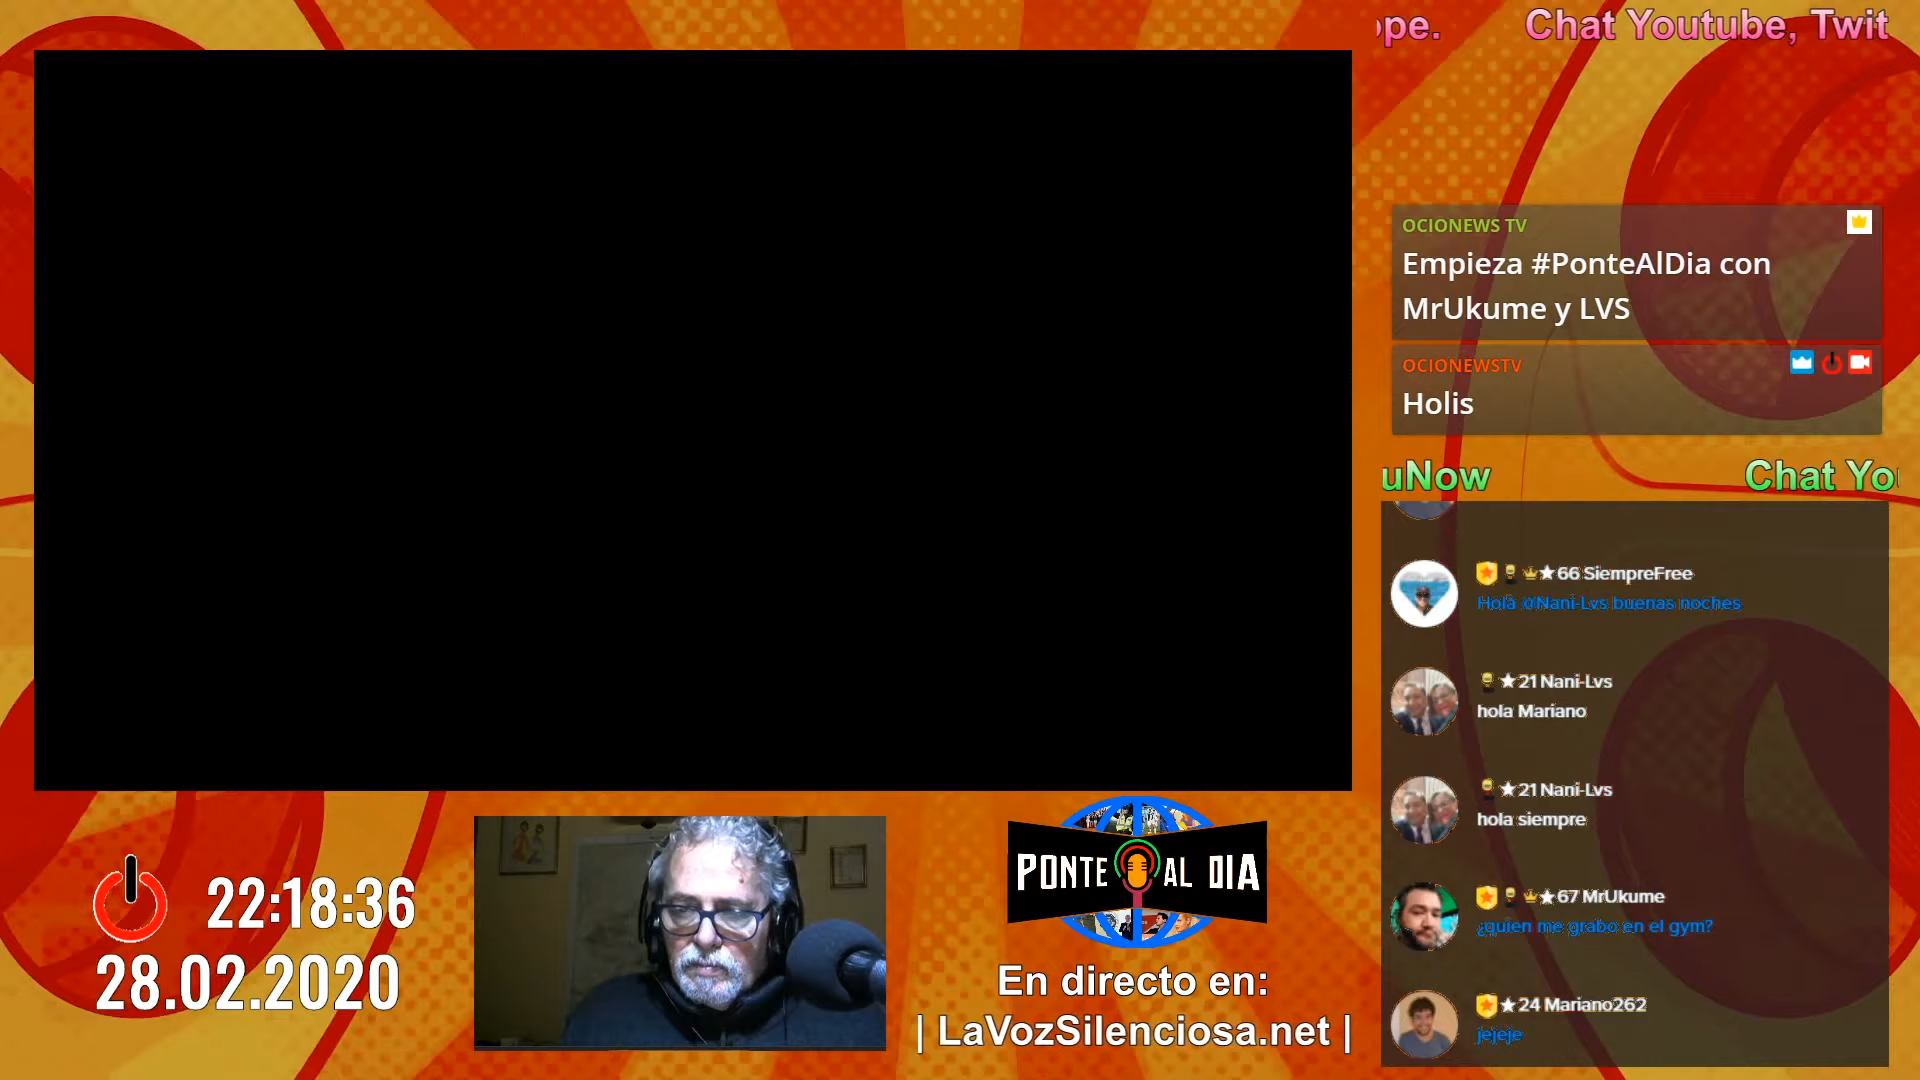 ope.
Chat Youtube, Twit
OCIONEWS TV
Empieza #PonteAlDia con
MrUkume y LVS
OCIONEWSTV
Holis
uNow
Chat Yo
66 SiempreFree
Hola @Nani-Lvs buenas noches
21 Nani-Lvs
hola Mariano
21 Nani-Lvs
hola siempre
67 MrUkume
¿quien me grabo en el gym?
24 Mariano262
jejeje
22:18:36
28.02.2020
PONTE AL DIA
En directo en:
| LaVozSilenciosa.net |